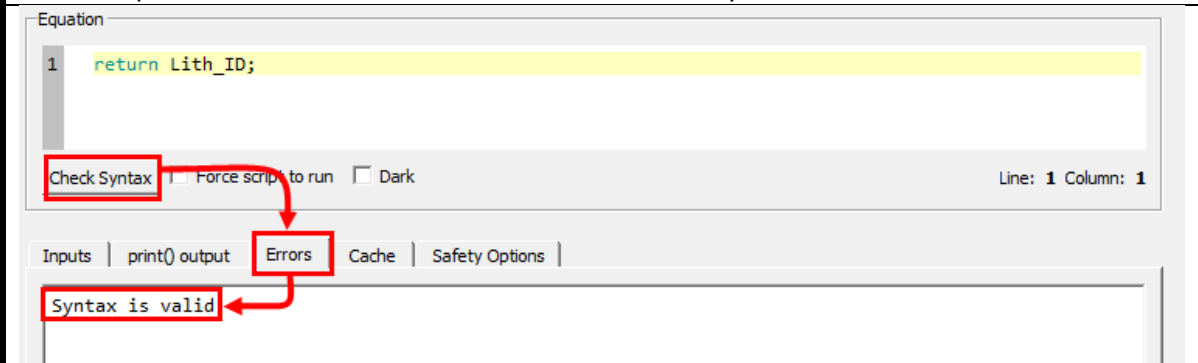 Equation
1 return Lith_ID;
Check Syntax Force script to run Dark Line: 1 Column: 1
Inputs print() output Errors Cache Safety Options
Syntax is valid